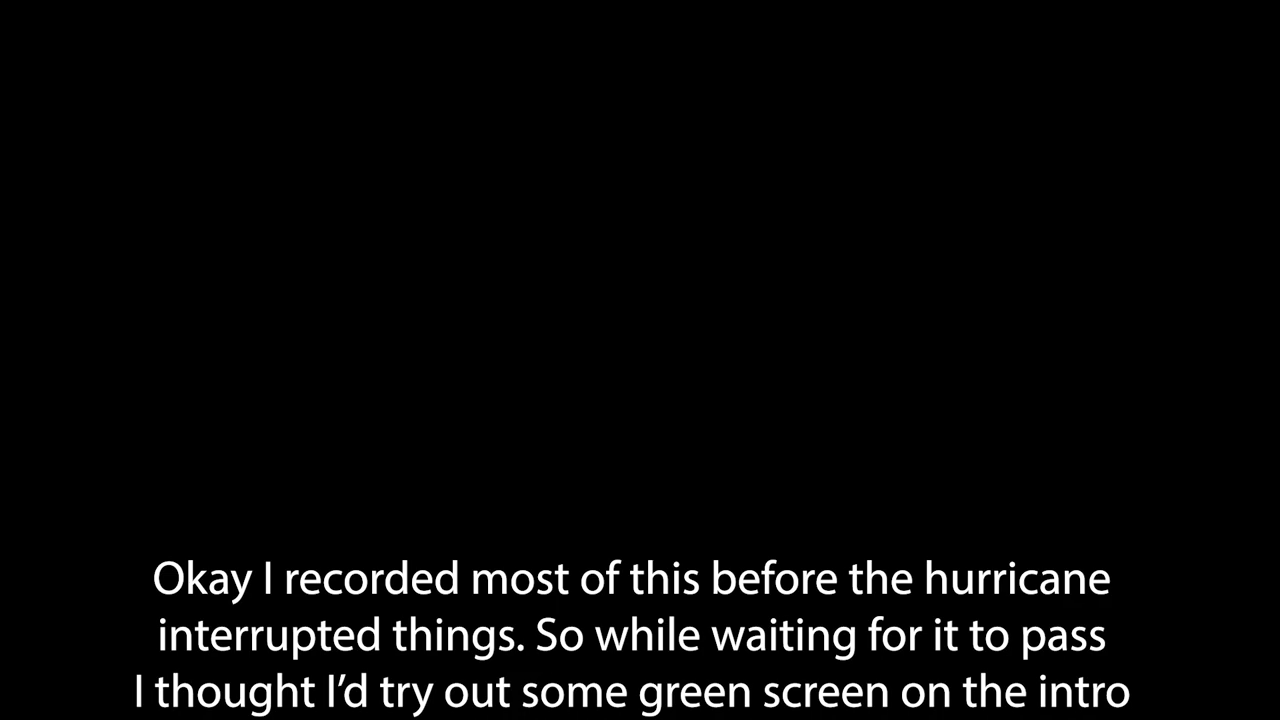 Okay I recorded most of this before the hurricane
interrupted things. So while waiting for it to pass
I thought I’d try out some green screen on the intro